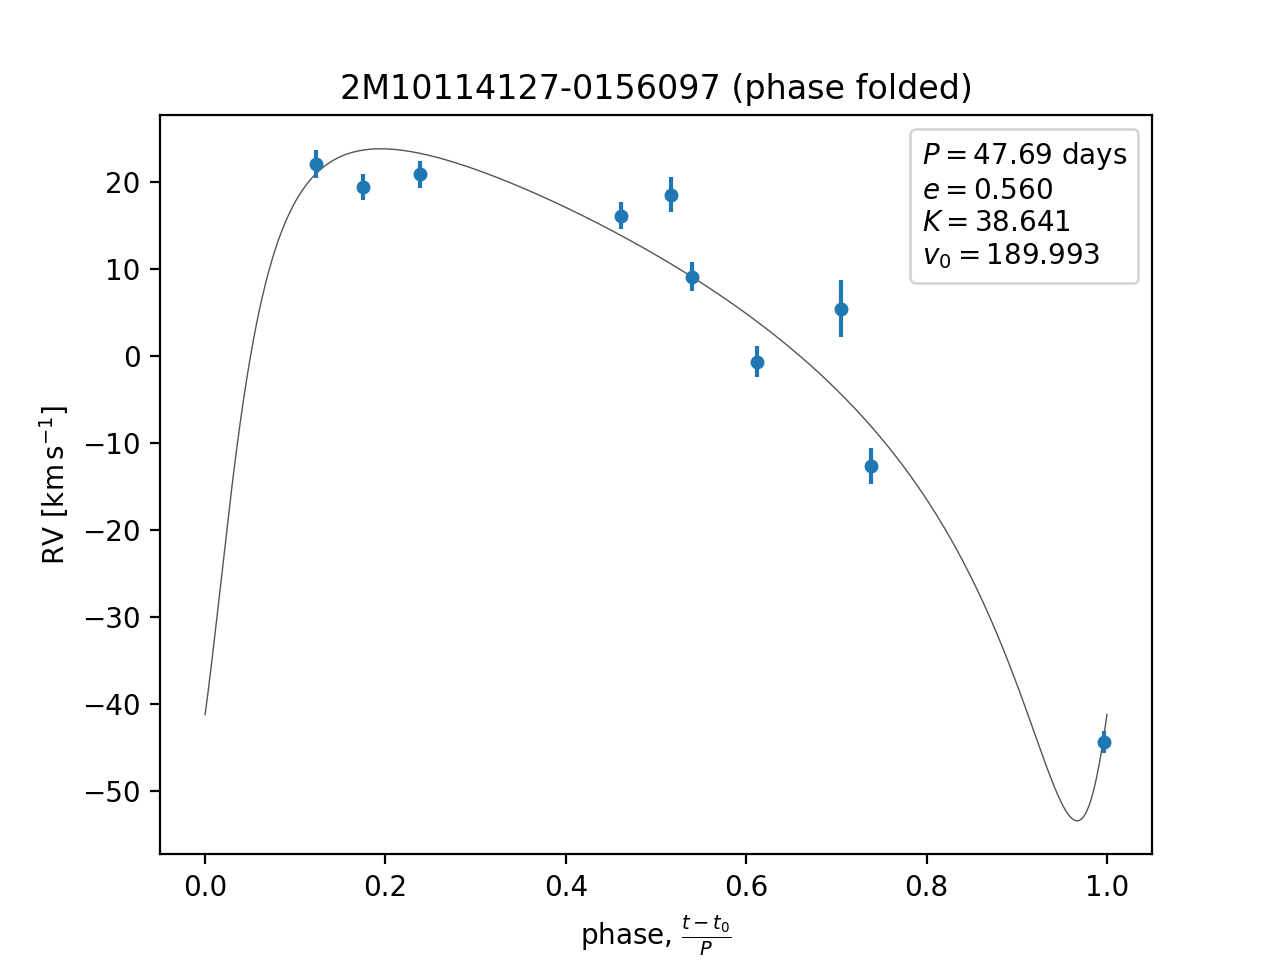 2M10114127-0156097 (phase folded)
P = 47.69 days
e = 0.560
K = 38.641
v₀ = 189.993
RV [km s⁻¹]
20
10
0
−10
−20
−30
−40
−50
0.0 0.2 0.4 0.6 0.8 1.0
phase, (t − t₀)/P